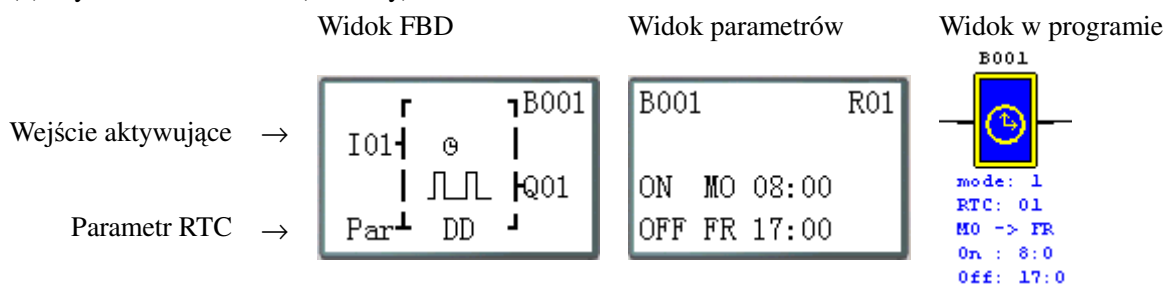 Widok FBD
Widok parametrów
Widok w programie
Wejście aktywujące →
Parametr RTC →
B001
I01
Q01
Par
DD
B001 R01
ON MO 08:00
OFF FR 17:00
B001
mode: 1
RTC: 01
MO -> FR
On : 8:0
Off: 17:0